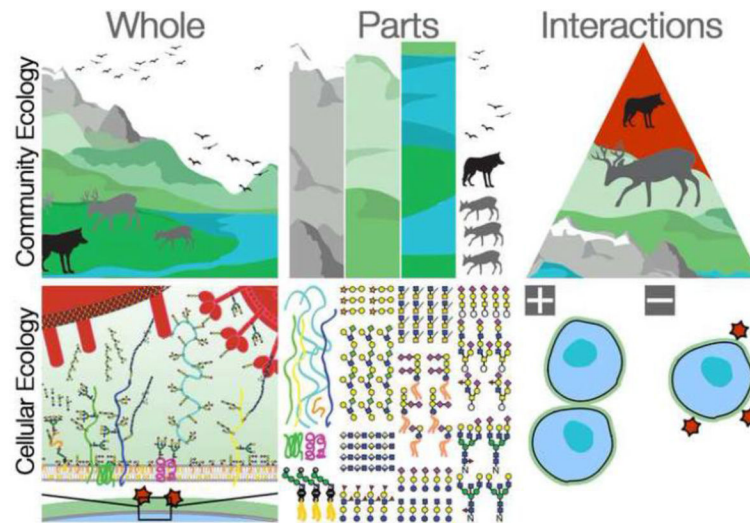 Whole
Parts
Interactions
Community Ecology
Cellular Ecology
+
−
N
N
N
N